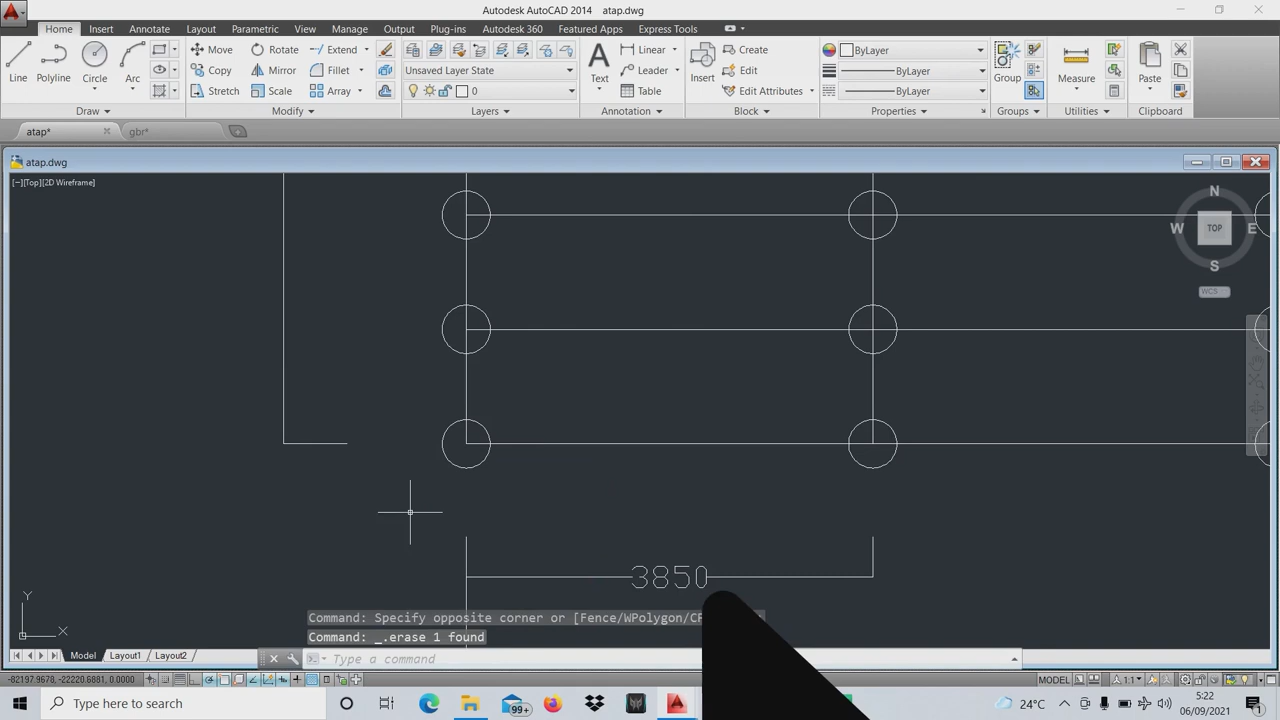 Autodesk AutoCAD 2014 atap.dwg
Home Insert Annotate Layout Parametric View Manage Output Plug-ins Autodesk 360 Featured Apps Express Tools
Line Polyline Circle Arc
Move Rotate Extend
Copy Mirror Fillet
Stretch Scale Array
Unsaved Layer State
0
Text
Linear
Leader
Table
Insert
Create
Edit
Edit Attributes
ByLayer
ByLayer
ByLayer
Group
Measure
Paste
Draw Modify Layers Annotation Block Properties Groups Utilities Clipboard
atap* gbr*
atap.dwg
[−][Top][2D Wireframe]
N
W TOP E
S
WCS
3850
Y
X
Command: Specify opposite corner or [Fence/WPolygon/CP
Command: _.erase 1 found
Type a command
Model Layout1 Layout2
-82197.9678, -22220.6881, 0.0000
MODEL 1:1
Type here to search
99+
24°C
5:22
06/09/2021
1